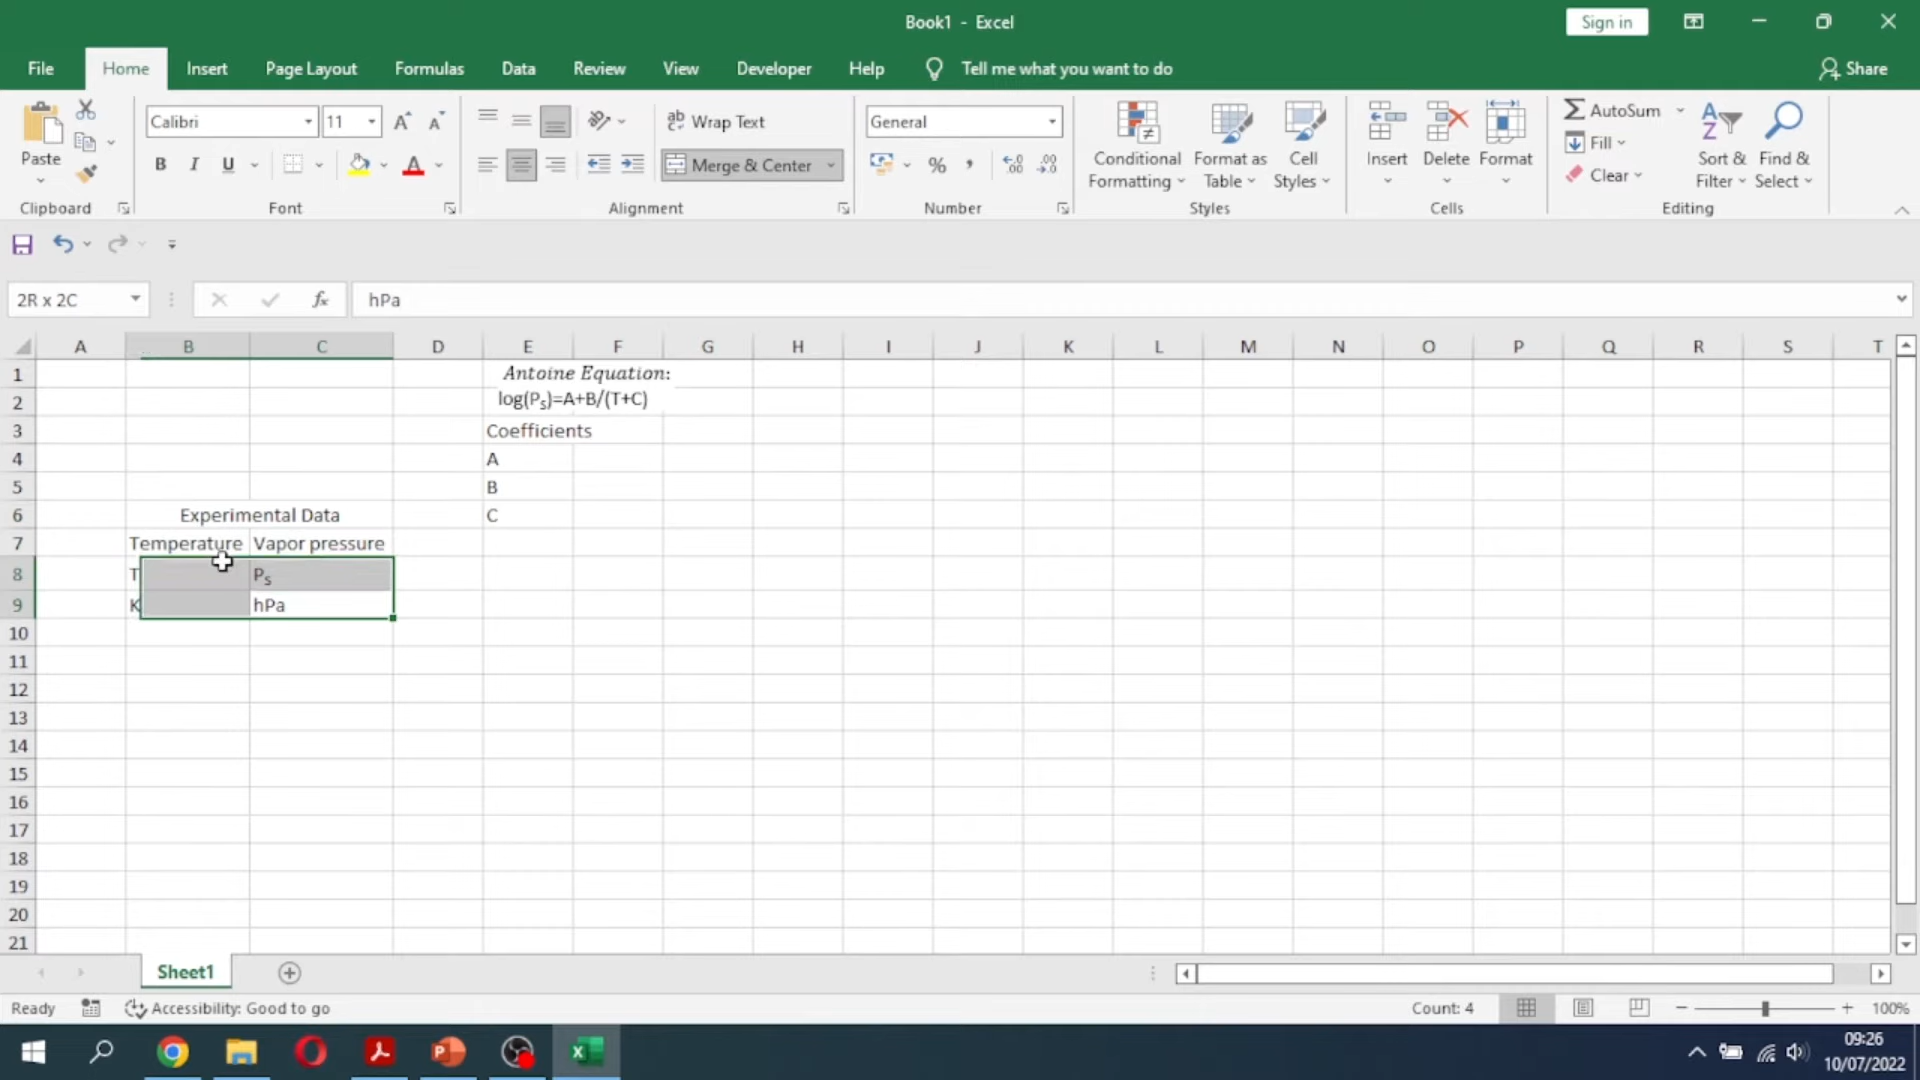 Book1 - Excel
Sign in
File Home Insert Page Layout Formulas Data Review View Developer Help Tell me what you want to do Share
Paste
Clipboard
Calibri 11
B I U
Font
Wrap Text
Merge & Center
Alignment
General
%
Number
Conditional Formatting
Format as Table
Cell Styles
Styles
Insert Delete Format
Cells
AutoSum
Fill
Clear
Sort & Filter
Find & Select
Editing
2R x 2C fx hPa
A B C D E F G H I J K L M N O P Q R S T
1 Antoine Equation:
2 log(Ps)=A+B/(T+C)
3 Coefficients
4 A
5 B
6 Experimental Data C
7 Temperature Vapor pressure
8 T Ps
9 K hPa
10
11
12
13
14
15
16
17
18
19
20
21
Sheet1
Ready Accessibility: Good to go Count: 4 100%
09:26
10/07/2022